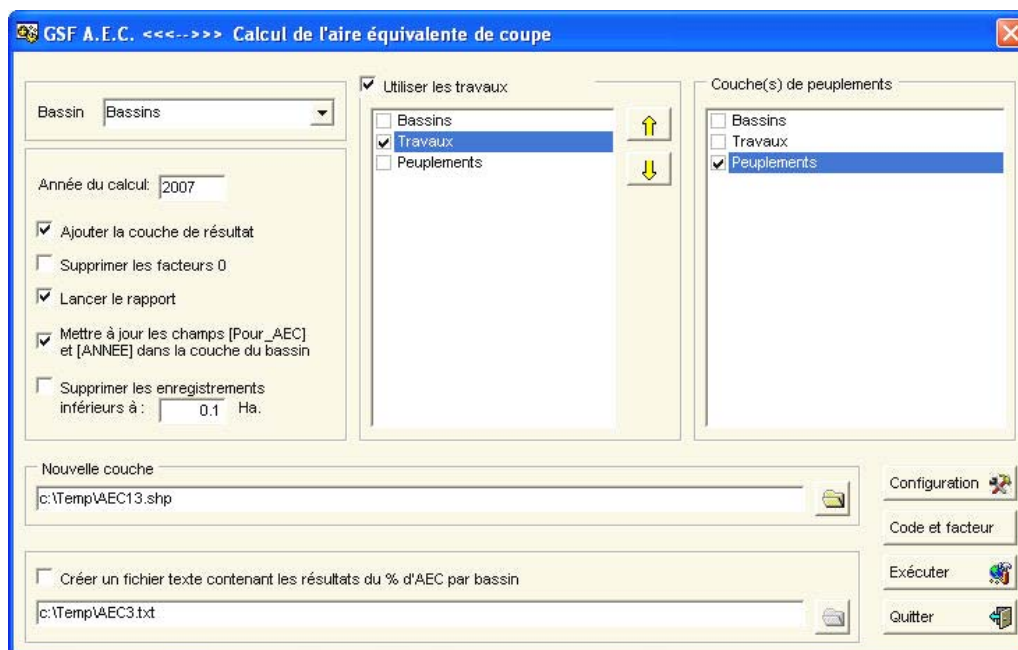 GSF A.E.C. <<<-->>> Calcul de l'aire équivalente de coupe
Bassin
Bassins
Année du calcul:
2007
Ajouter la couche de résultat
Supprimer les facteurs 0
Lancer le rapport
Mettre à jour les champs [Pour_AEC]
et [ANNEE] dans la couche du bassin
Supprimer les enregistrements
inférieurs à : 0.1 Ha.
Utiliser les travaux
Bassins
Travaux
Peuplements
Couche(s) de peuplements
Bassins
Travaux
Peuplements
Nouvelle couche
c:\Temp\AEC13.shp
Créer un fichier texte contenant les résultats du % d'AEC par bassin
c:\Temp\AEC3.txt
Configuration
Code et facteur
Exécuter
Quitter